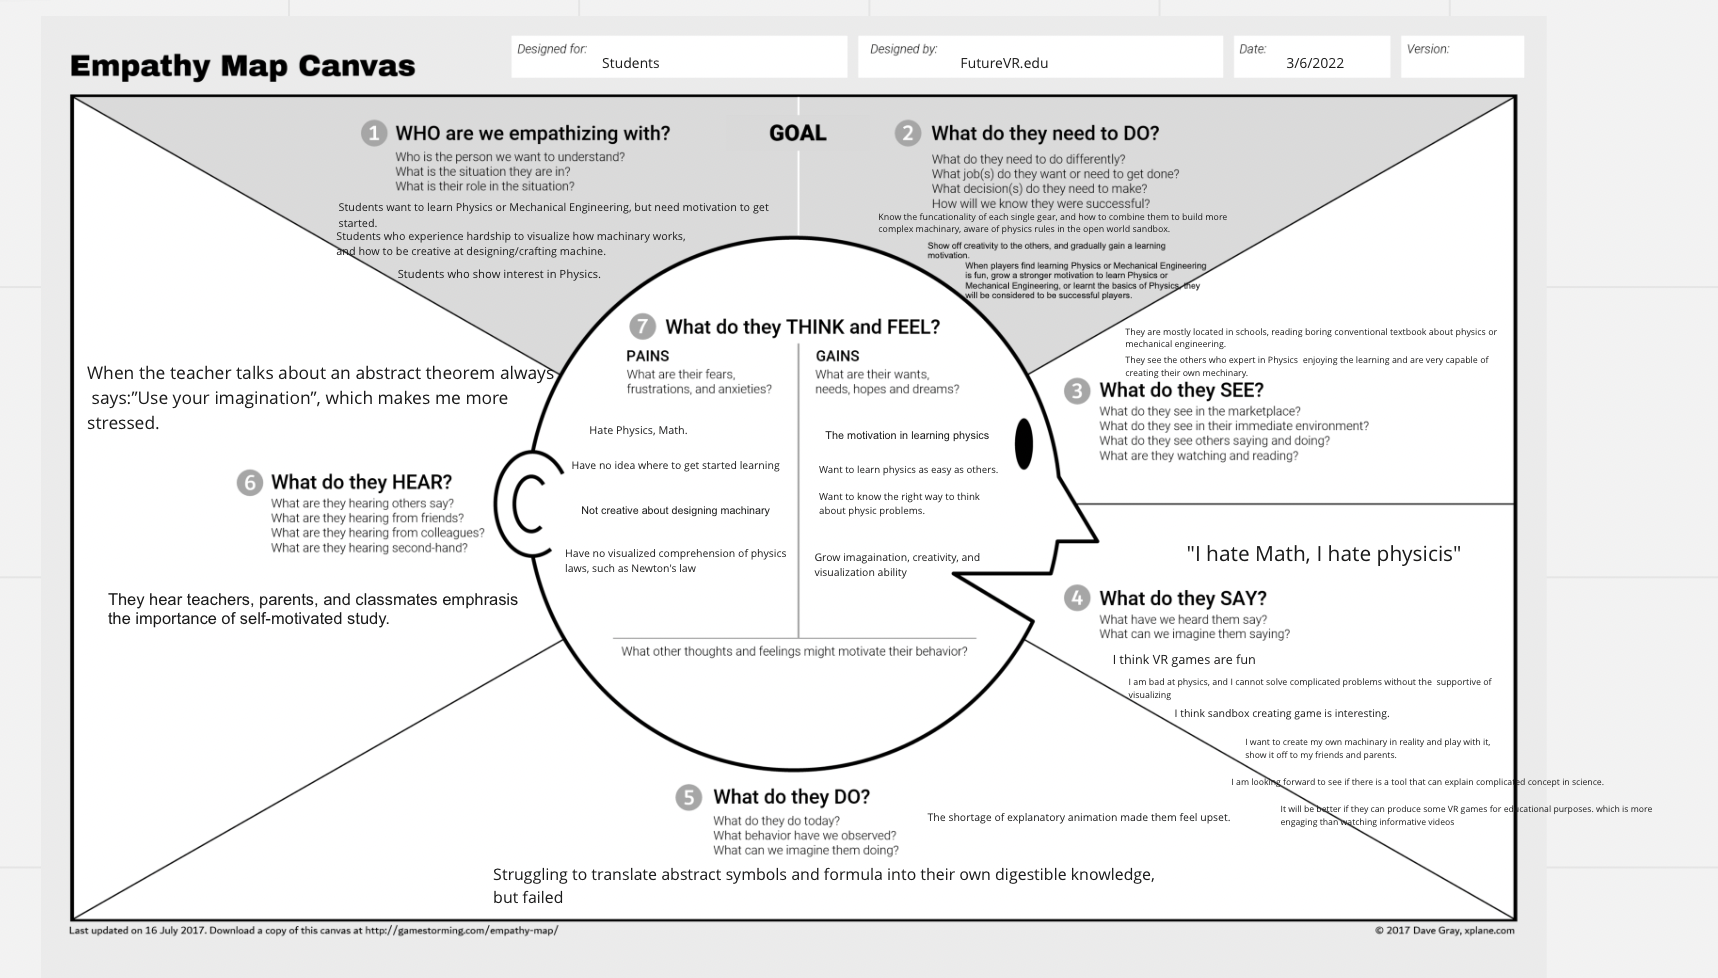 Empathy Map Canvas
Designed for:
Students
Designed by:
FutureVR.edu
Date:
3/6/2022
Version:
1 WHO are we empathizing with?
Who is the person we want to understand?
What is the situation they are in?
What is their role in the situation?
Students want to learn Physics or Mechanical Engineering, but need motivation to get
started.
Students who experience hardship to visualize how machinary works,
and how to be creative at designing/crafting machine.
Students who show interest in Physics.
GOAL
2 What do they need to DO?
What do they need to do differently?
What job(s) do they want or need to get done?
What decision(s) do they need to make?
How will we know they were successful?
Know the funcationality of each single gear, and how to combine them to build more
complex machinary, aware of physics rules in the open world sandbox.
Show off creativity to the others, and gradually gain a learning
motivation.
When players find learning Physics or Mechanical Engineering
is fun, grow a stronger motivation to learn Physics or
Mechanical Engineering, or learnt the basics of Physics, they
will be considered to be successful players.
They are mostly located in schools, reading boring conventional textbook about physics or
mechanical engineering.
They see the others who expert in Physics enjoying the learning and are very capable of
creating their own mechinary.
3 What do they SEE?
What do they see in the marketplace?
What do they see in their immediate environment?
What do they see others saying and doing?
What are they watching and reading?
"I hate Math, I hate physicis"
4 What do they SAY?
What have we heard them say?
What can we imagine them saying?
I think VR games are fun
I am bad at physics, and I cannot solve complicated problems without the supportive of
visualizing
I think sandbox creating game is interesting.
I want to create my own machinary in reality and play with it,
show it off to my friends and parents.
I am looking forward to see if there is a tool that can explain complicated concept in science.
It will be better if they can produce some VR games for educational purposes. which is more
engaging than watching informative videos
5 What do they DO?
What do they do today?
What behavior have we observed?
What can we imagine them doing?
The shortage of explanatory animation made them feel upset.
Struggling to translate abstract symbols and formula into their own digestible knowledge,
but failed
When the teacher talks about an abstract theorem always
says:”Use your imagination”, which makes me more
stressed.
6 What do they HEAR?
What are they hearing others say?
What are they hearing from friends?
What are they hearing from colleagues?
What are they hearing second-hand?
They hear teachers, parents, and classmates emphrasis
the importance of self-motivated study.
7 What do they THINK and FEEL?
PAINS
What are their fears,
frustrations, and anxieties?
Hate Physics, Math.
Have no idea where to get started learning
Not creative about designing machinary
Have no visualized comprehension of physics
laws, such as Newton's law
GAINS
What are their wants,
needs, hopes and dreams?
The motivation in learning physics
Want to learn physics as easy as others.
Want to know the right way to think
about physic problems.
Grow imagaination, creativity, and
visualization ability
What other thoughts and feelings might motivate their behavior?
Last updated on 16 July 2017. Download a copy of this canvas at http://gamestorming.com/empathy-map/
© 2017 Dave Gray, xplane.com